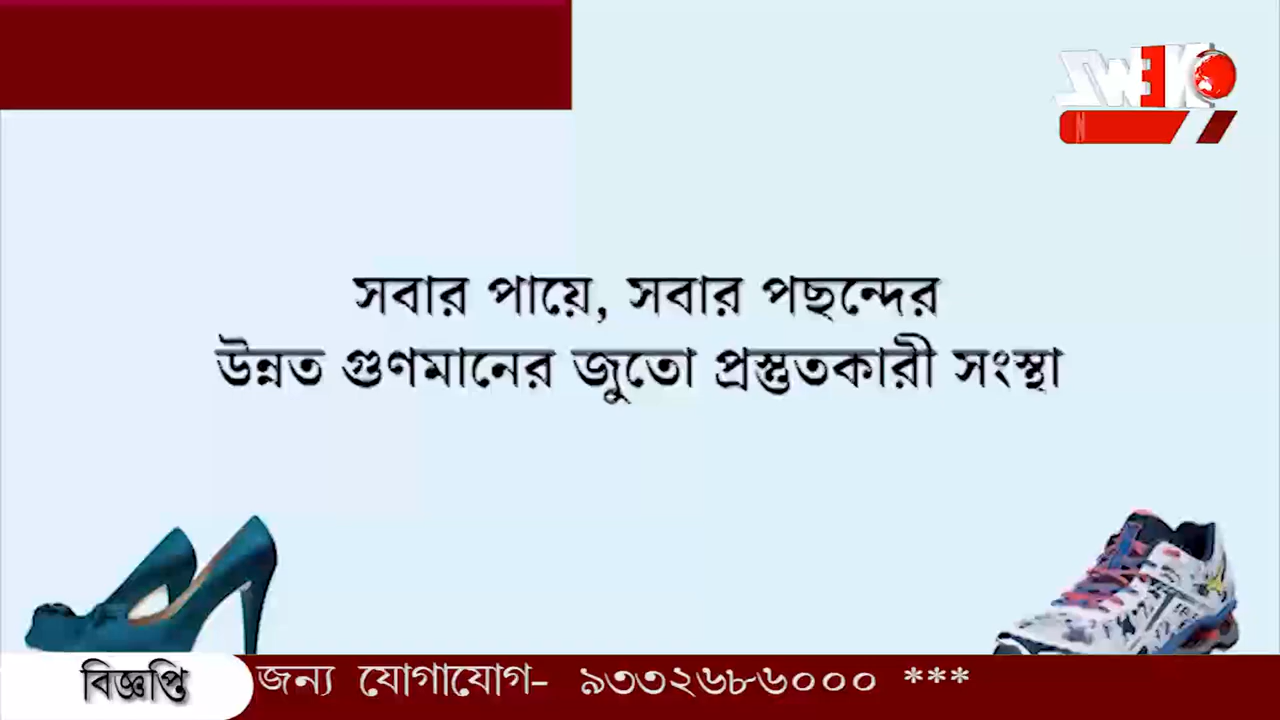 সবার পায়ে, সবার পছন্দের
উন্নত গুণমানের জুতো প্রস্তুতকারী সংস্থা
বিজ্ঞপ্তি
জন্য যোগাযোগ- ৯৩৩২৬৮৬০০০ ***